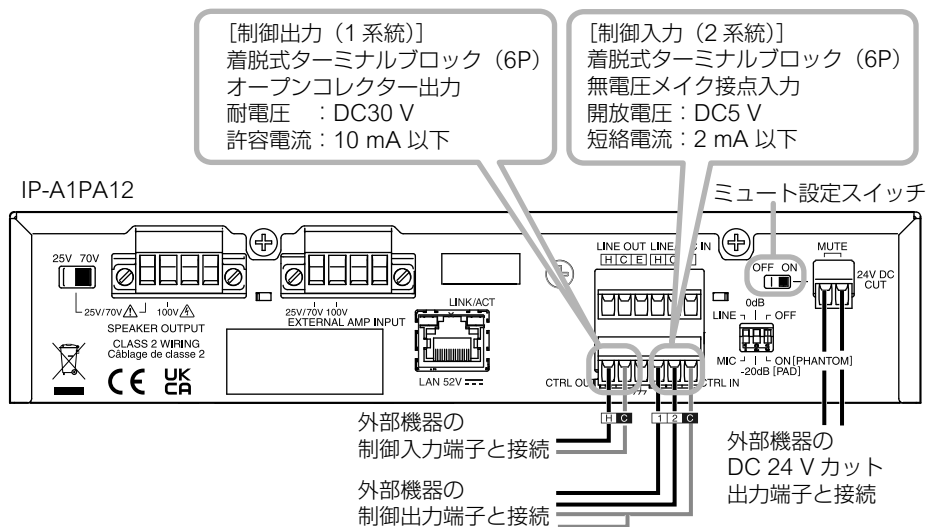 [制御出力（1 系統）]
着脱式ターミナルブロック（6P）
オープンコレクター出力
耐電圧　：DC30 V
許容電流：10 mA 以下
[制御入力（2 系統）]
着脱式ターミナルブロック（6P）
無電圧メイク接点入力
開放電圧：DC5 V
短絡電流：2 mA 以下
IP-A1PA12
ミュート設定スイッチ
25V 70V
25V/70V 100V
SPEAKER OUTPUT
CLASS 2 WIRING
Câblage de classe 2
CE UK CA
25V/70V 100V
EXTERNAL AMP INPUT
LINK/ACT
LAN 52V
LINE OUT
H C E
H
CTRL OUT
CTRL IN
OFF ON
MUTE
24V DC
CUT
0dB
LINE
OFF
MIC
ON[PHANTOM]
-20dB [PAD]
H C
1 2 C
外部機器の
制御入力端子と接続
外部機器の
制御出力端子と接続
外部機器の
DC 24 V カット
出力端子と接続